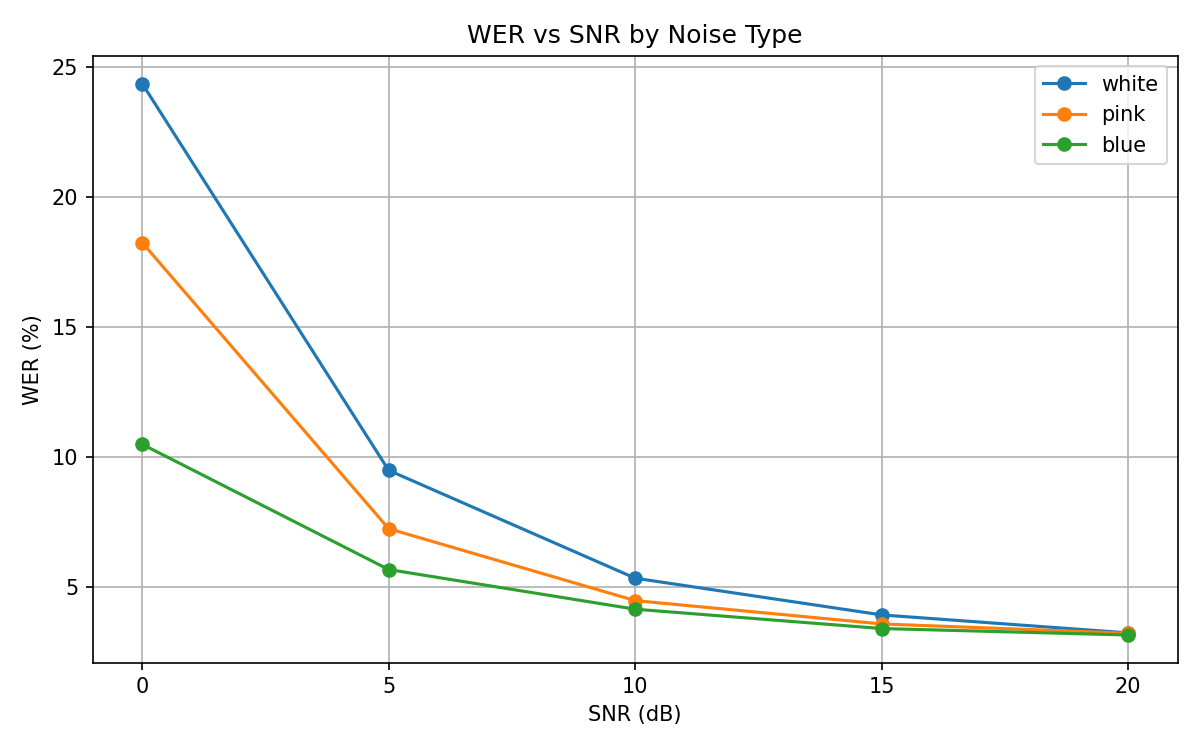 WER vs SNR by Noise Type
25
20
15
10
5
WER (%)
white
pink
blue
0
5
10
15
20
SNR (dB)